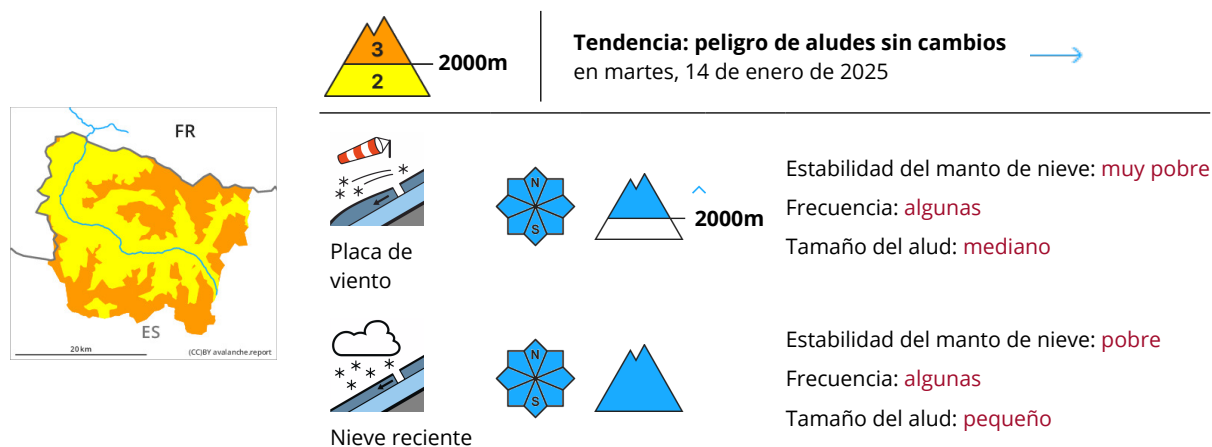 3
2
2000m
Tendencia: peligro de aludes sin cambios
en martes, 14 de enero de 2025
FR
ES
20 km
(CC)BY avalanche.report
Placa de
viento
N
S
2000m
Estabilidad del manto de nieve: muy pobre
Frecuencia: algunas
Tamaño del alud: mediano
Nieve reciente
N
S
Estabilidad del manto de nieve: pobre
Frecuencia: algunas
Tamaño del alud: pequeño